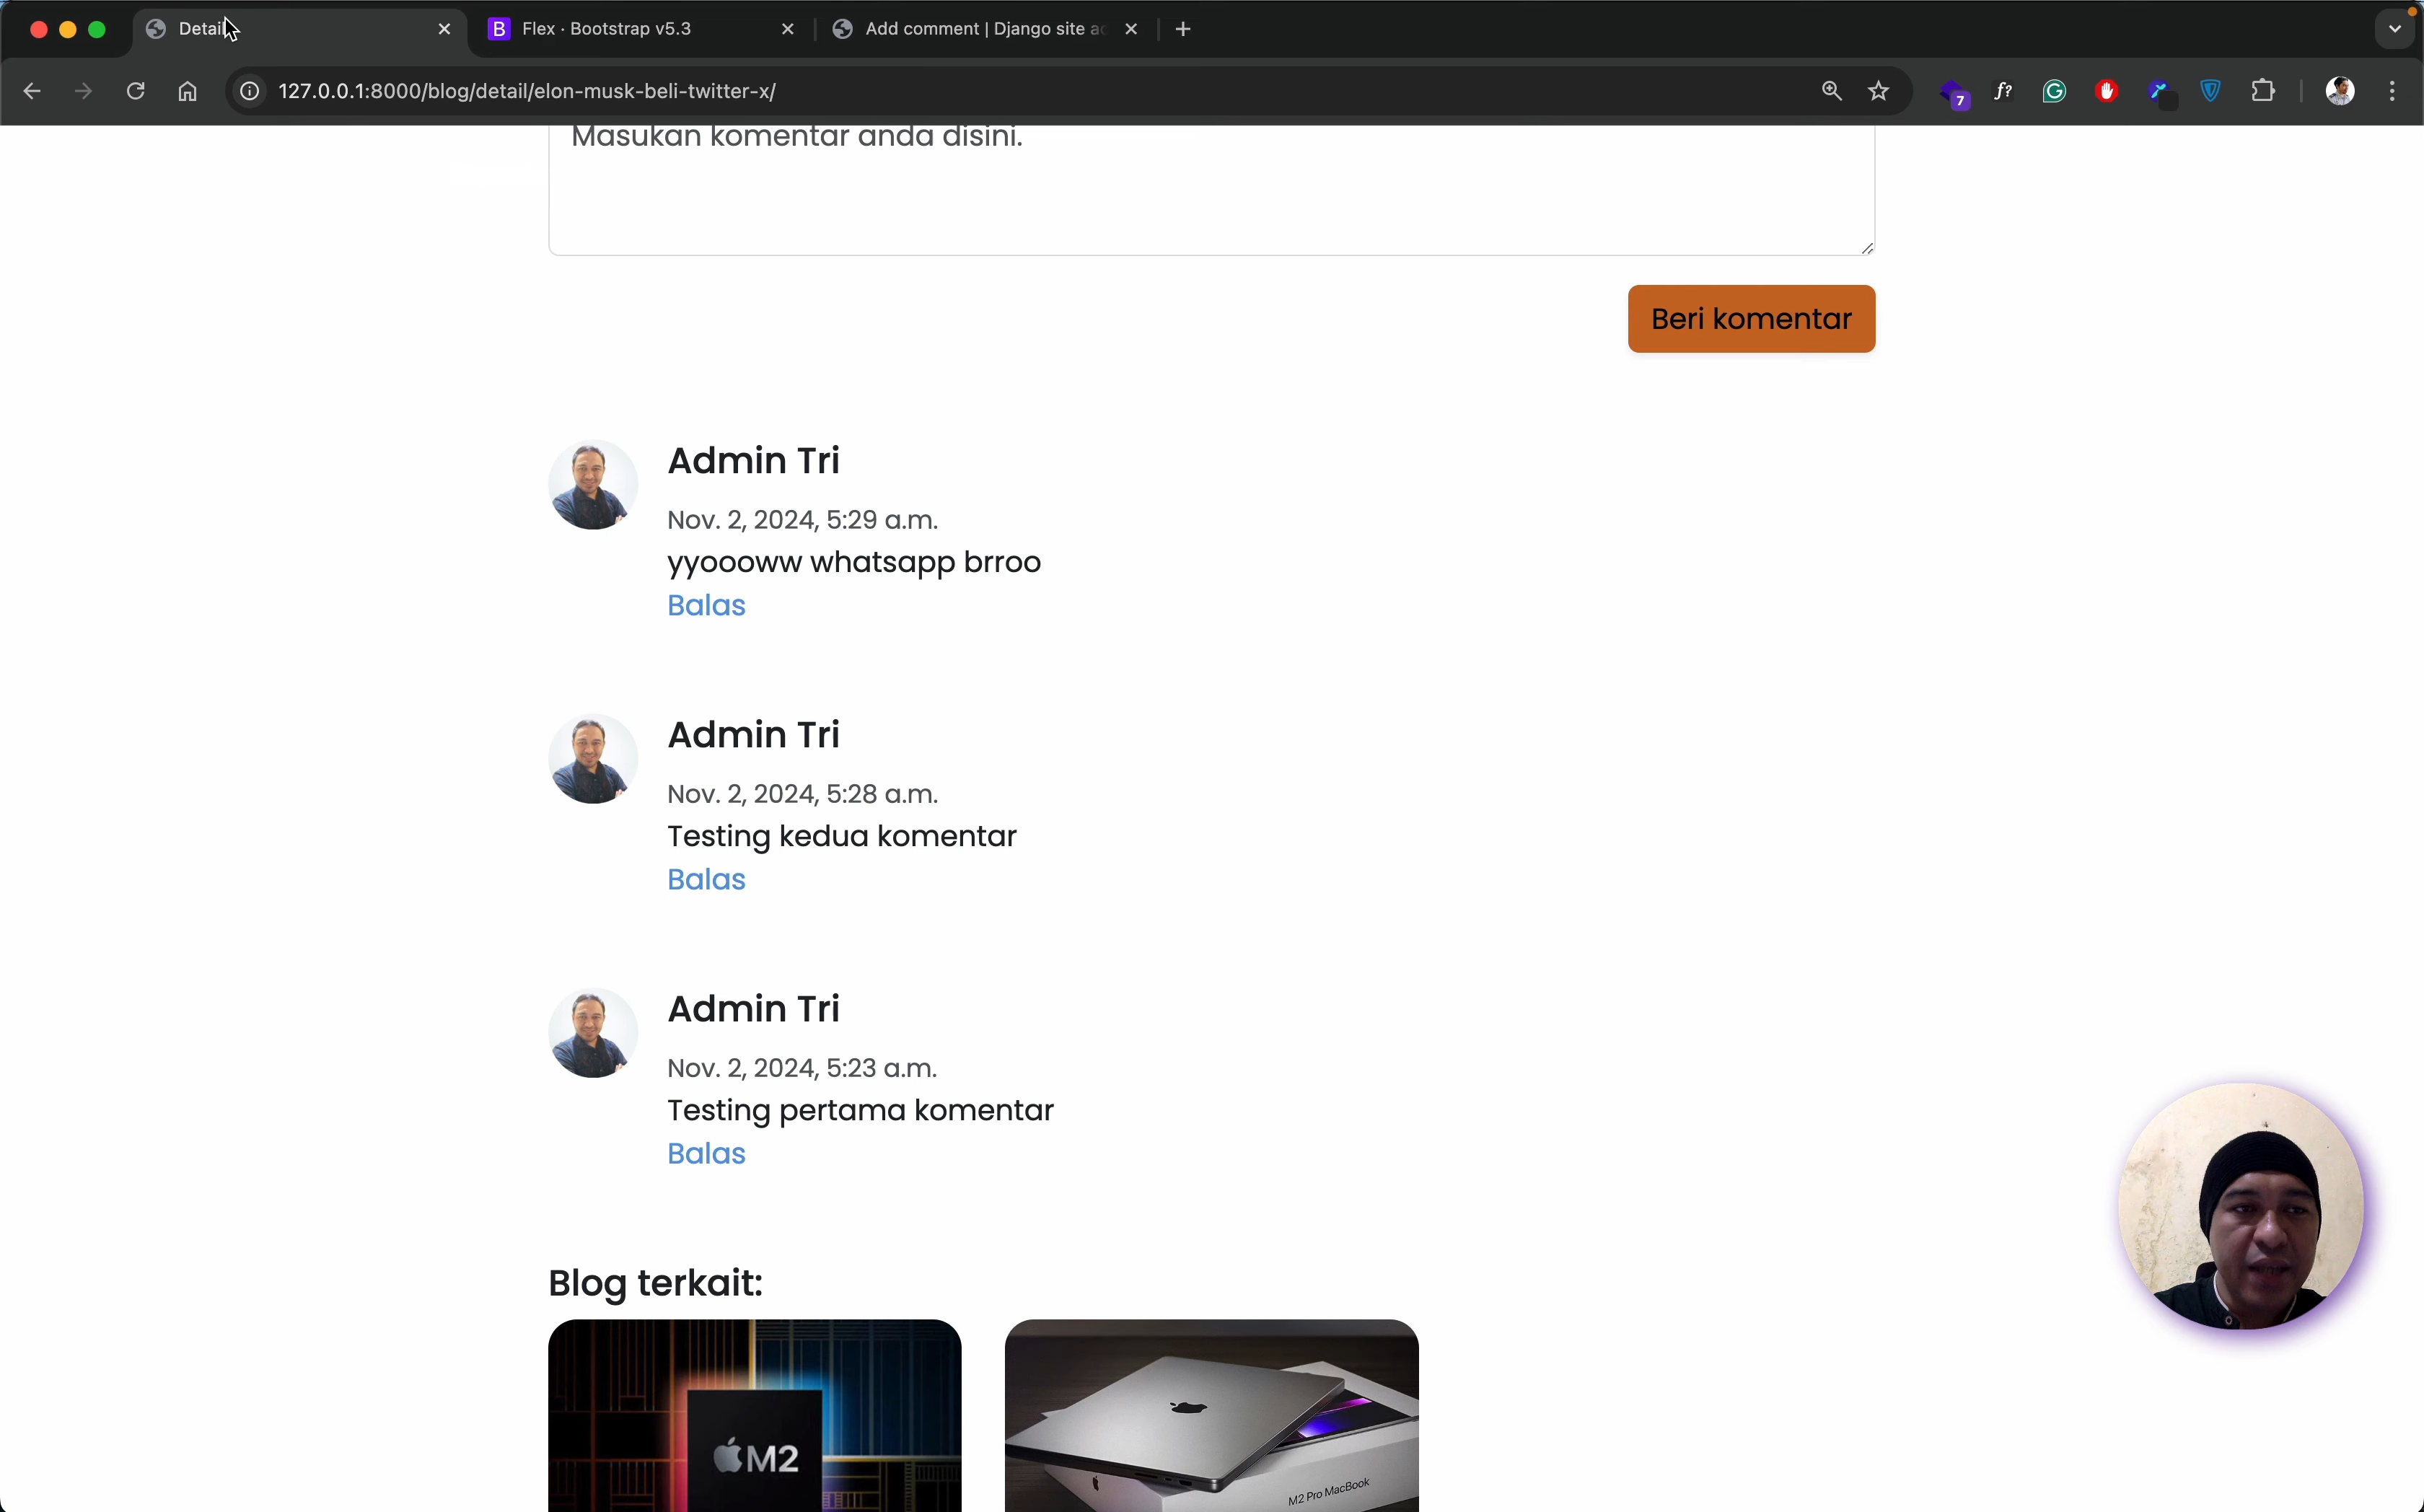 Detail
Flex · Bootstrap v5.3
Add comment | Django site
127.0.0.1:8000/blog/detail/elon-musk-beli-twitter-x/
7
f?
Masukan komentar anda disini.
Beri komentar
Admin Tri
Nov. 2, 2024, 5:29 a.m.
yyoooww whatsapp brroo
Balas
Admin Tri
Nov. 2, 2024, 5:28 a.m.
Testing kedua komentar
Balas
Admin Tri
Nov. 2, 2024, 5:23 a.m.
Testing pertama komentar
Balas
Blog terkait:
M2
M2 Pro MacBook